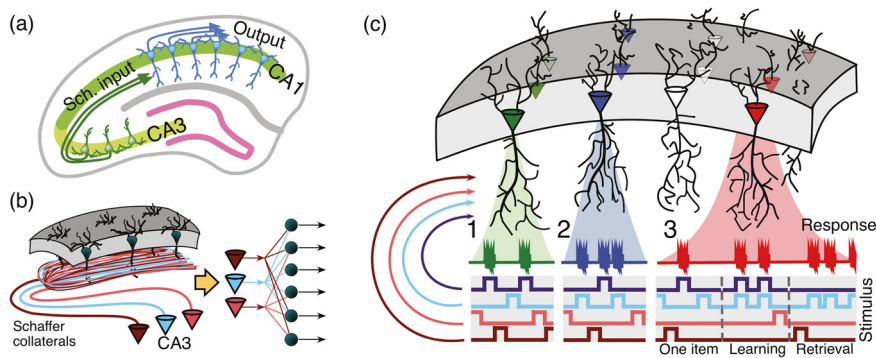 (a)
Output
Sch. input
CA1
CA3
(b)
Schaffer
collaterals
CA3
(c)
1
2
3
Response
Stimulus
One item
Learning
Retrieval